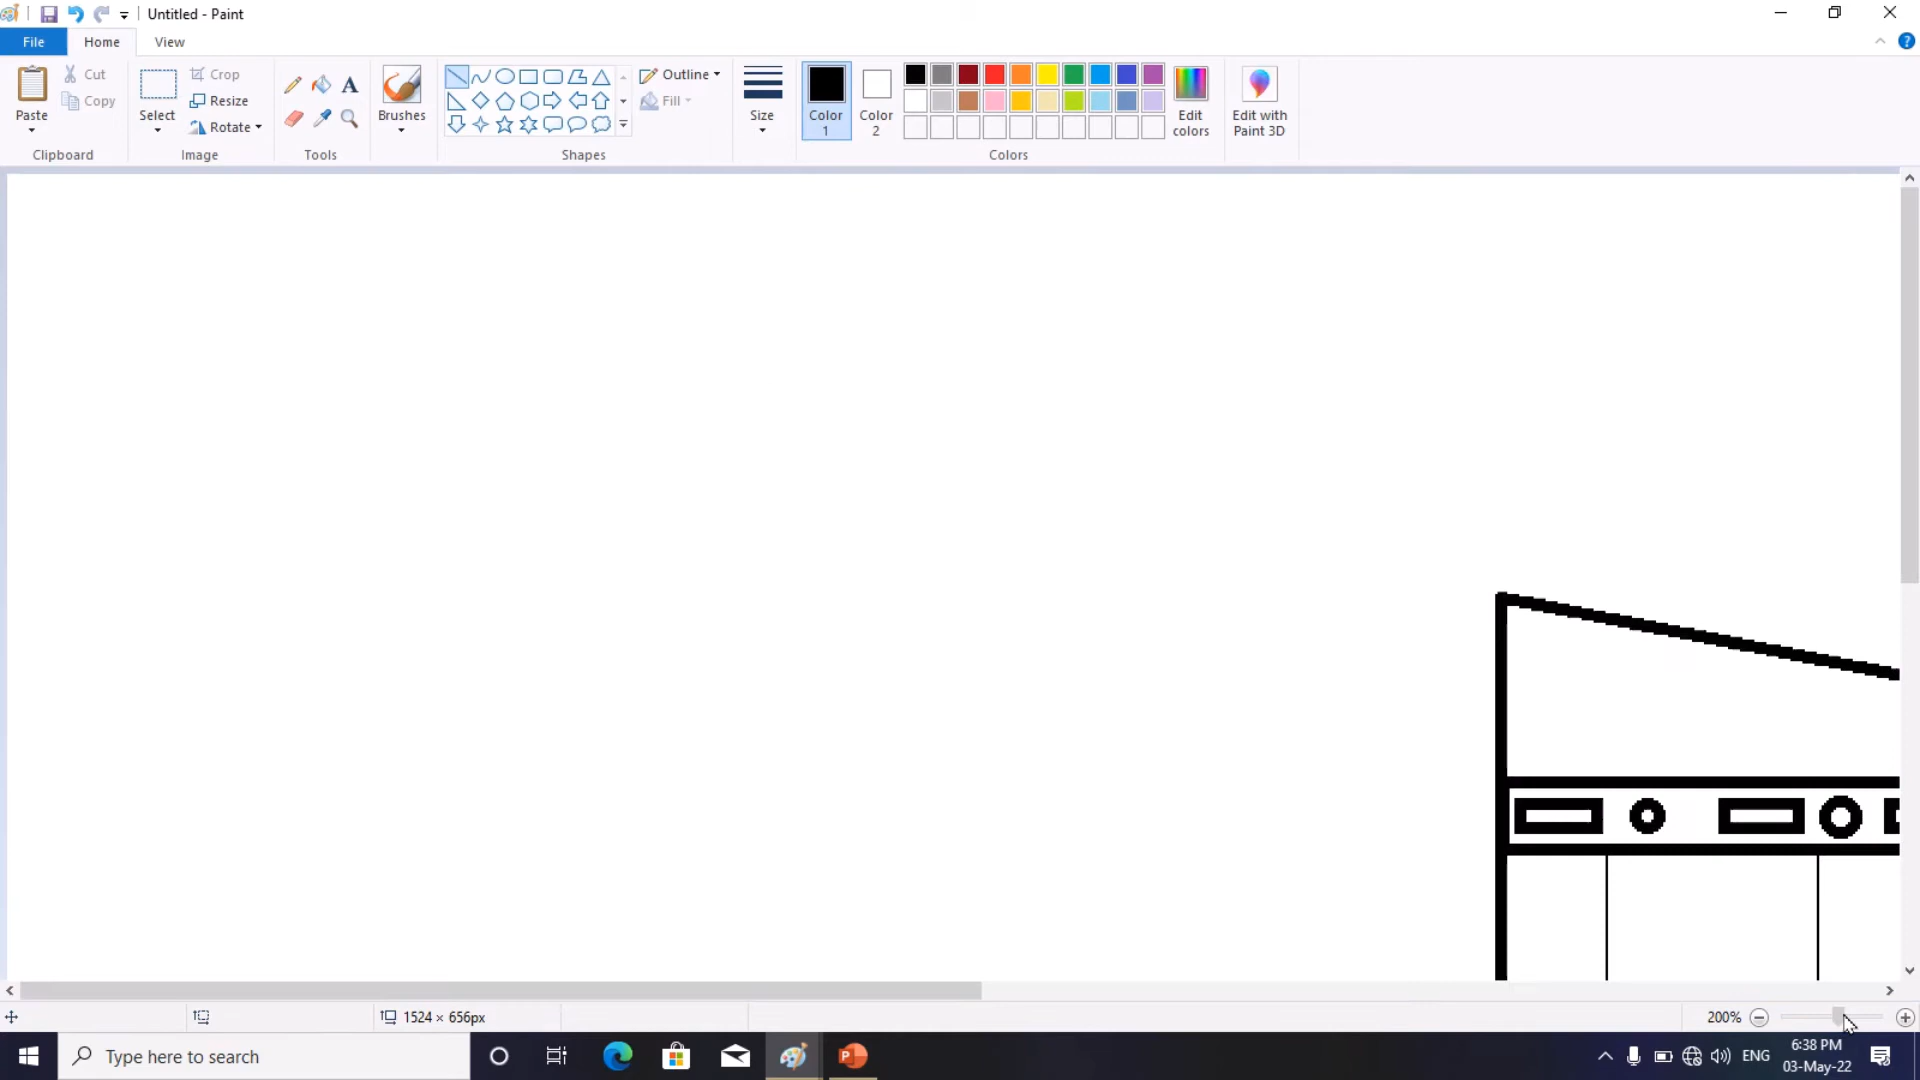 Untitled - Paint
File Home View
Paste
Cut
Copy
Clipboard
Select
Crop
Resize
Rotate
Image
A
Tools
Brushes
Shapes
Outline
Fill
Size
Color 1
Color 2
Colors
Edit colors
Edit with Paint 3D
1524 × 656px
200%
Type here to search
P
ENG
6:38 PM
03-May-22